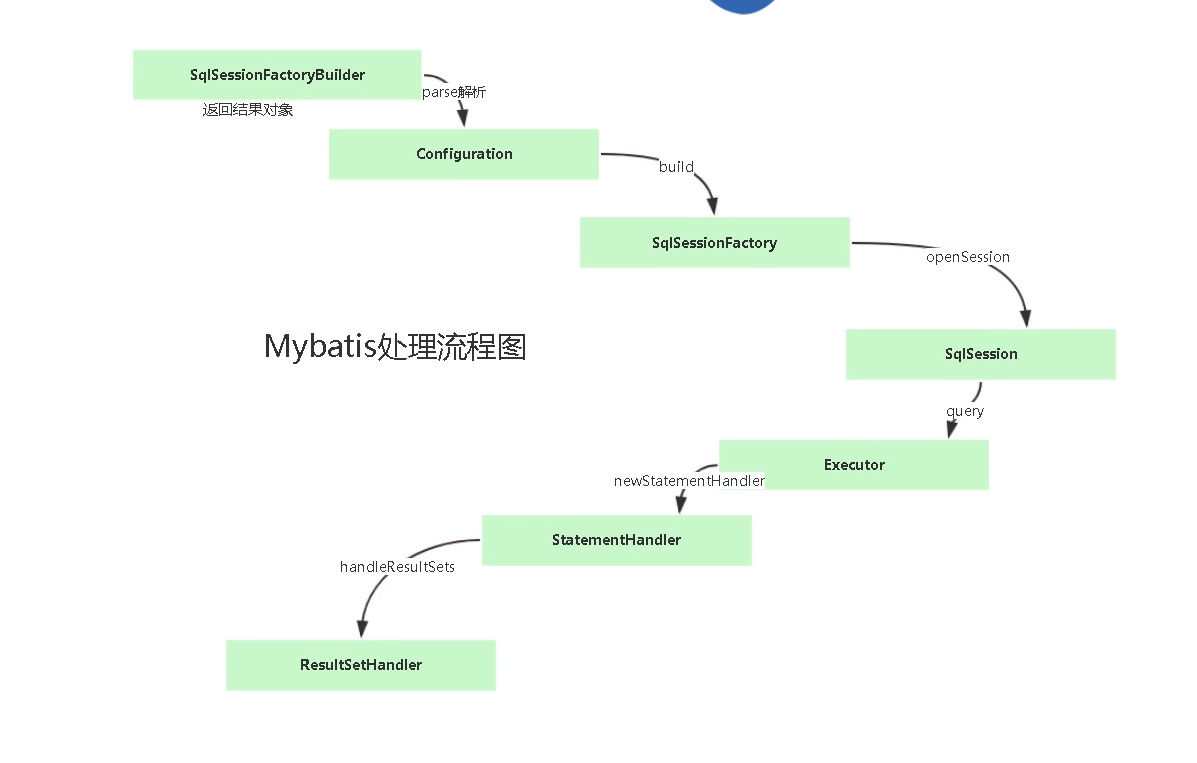 SqlSessionFactoryBuilder
parse解析
返回结果对象
Configuration
build
SqlSessionFactory
openSession
Mybatis处理流程图
SqlSession
query
Executor
newStatementHandler
StatementHandler
handleResultSets
ResultSetHandler